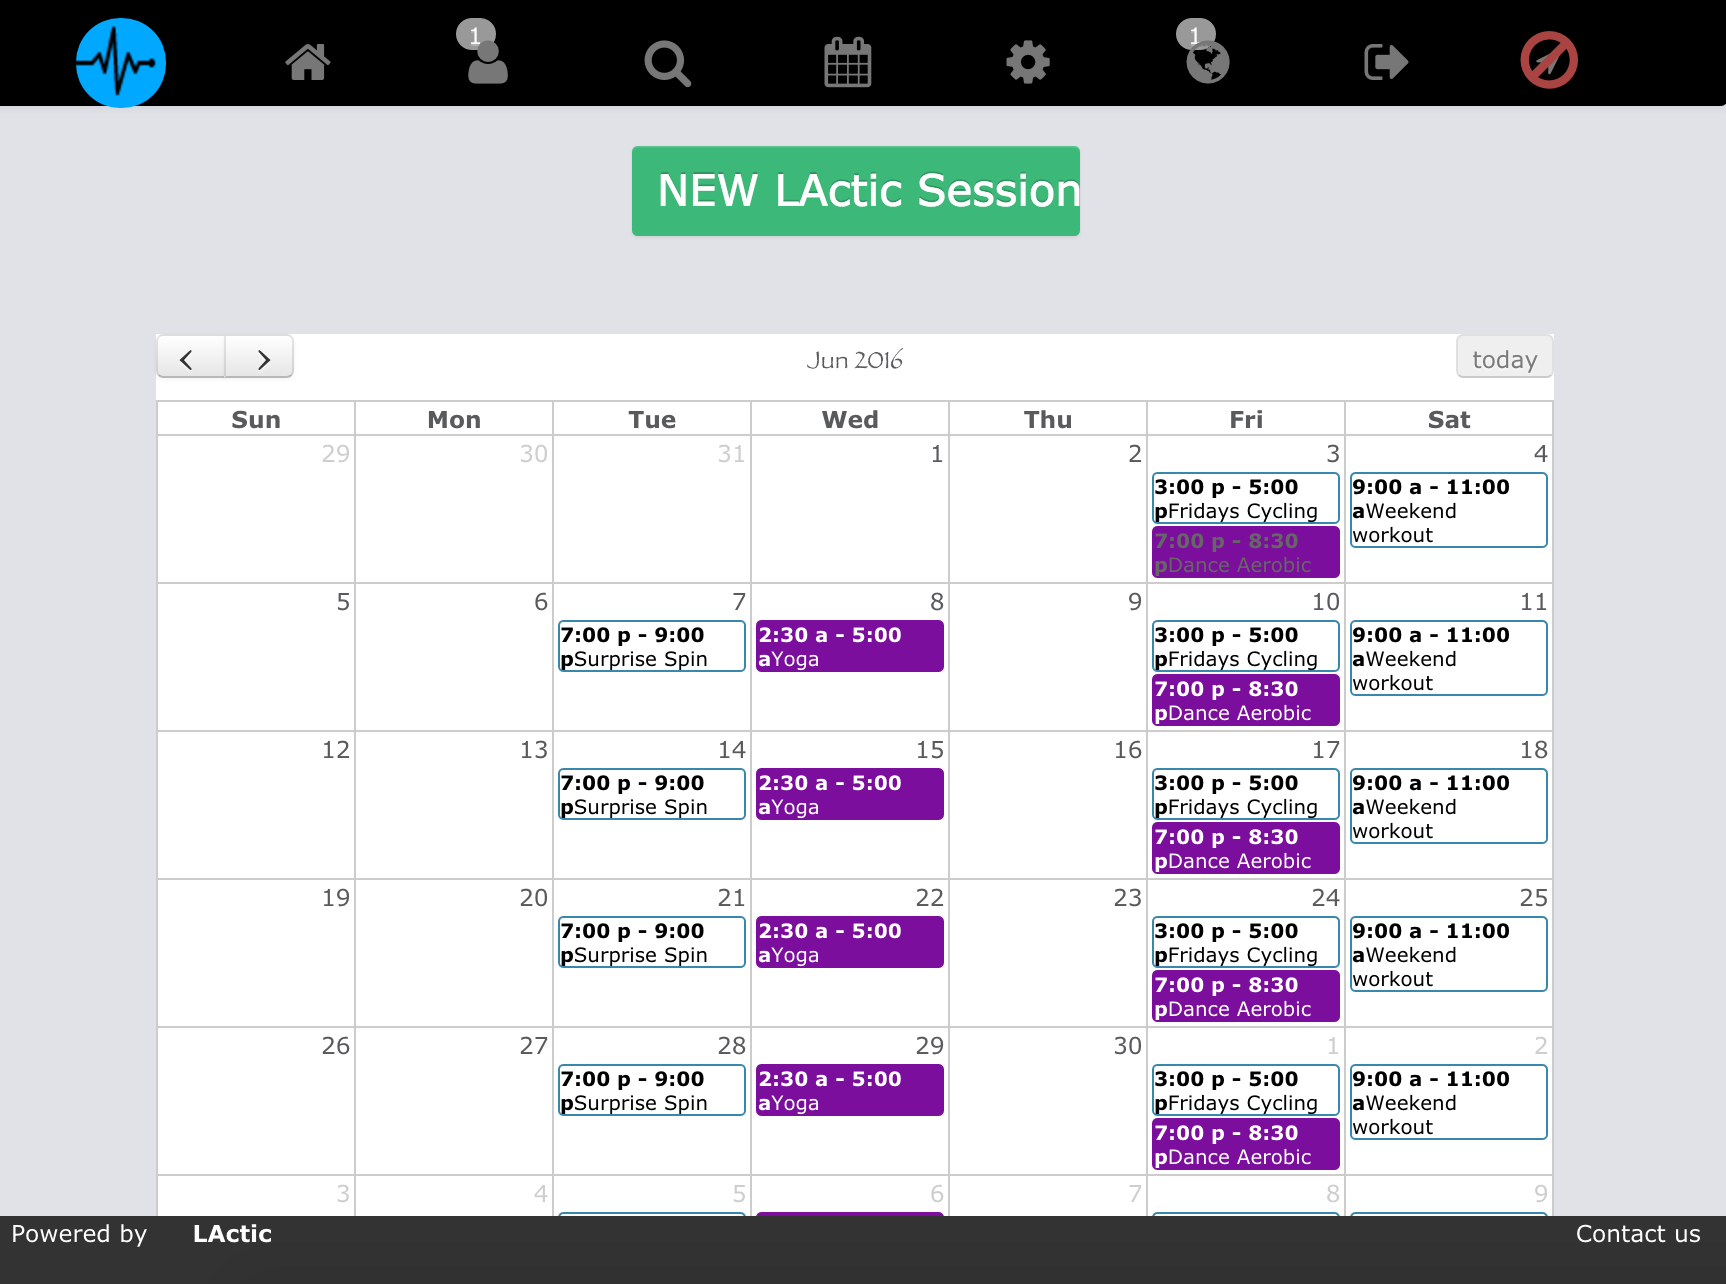 1
1
NEW LActic Session
Jun 2016
today
Sun Mon Tue Wed Thu Fri Sat
29 30 31 1 2 3 4
3:00 p - 5:00
pFridays Cycling
7:00 p - 8:30
pDance Aerobic
9:00 a - 11:00
aWeekend
workout
5 6 7 8 9 10 11
7:00 p - 9:00
pSurprise Spin
2:30 a - 5:00
aYoga
3:00 p - 5:00
pFridays Cycling
7:00 p - 8:30
pDance Aerobic
9:00 a - 11:00
aWeekend
workout
12 13 14 15 16 17 18
7:00 p - 9:00
pSurprise Spin
2:30 a - 5:00
aYoga
3:00 p - 5:00
pFridays Cycling
7:00 p - 8:30
pDance Aerobic
9:00 a - 11:00
aWeekend
workout
19 20 21 22 23 24 25
7:00 p - 9:00
pSurprise Spin
2:30 a - 5:00
aYoga
3:00 p - 5:00
pFridays Cycling
7:00 p - 8:30
pDance Aerobic
9:00 a - 11:00
aWeekend
workout
26 27 28 29 30 1 2
7:00 p - 9:00
pSurprise Spin
2:30 a - 5:00
aYoga
3:00 p - 5:00
pFridays Cycling
7:00 p - 8:30
pDance Aerobic
9:00 a - 11:00
aWeekend
workout
3 4 5 6 7 8 9
Powered by LActic Contact us